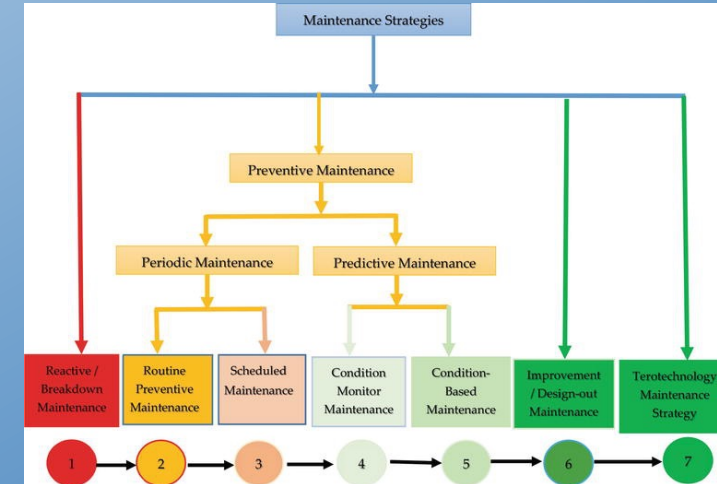 Maintenance Strategies
Preventive Maintenance
Periodic Maintenance
Predictive Maintenance
Reactive /
Breakdown
Maintenance
Routine
Preventive
Maintenance
Scheduled
Maintenance
Condition
Monitor
Maintenance
Condition-
Based
Maintenance
Improvement
/ Design-out
Maintenance
Terotechnology
Maintenance
Strategy
1
2
3
4
5
6
7